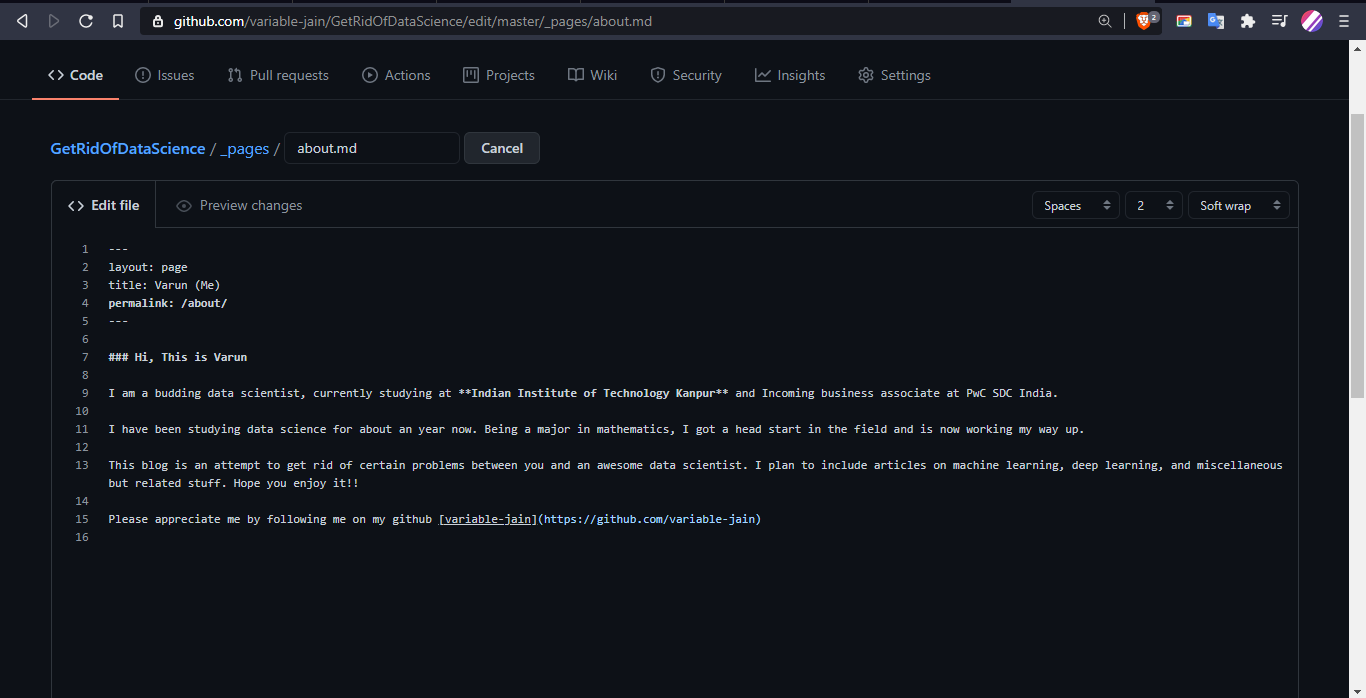 github.com/variable-jain/GetRidOfDataScience/edit/master/_pages/about.md
2
Code Issues Pull requests Actions Projects Wiki Security Insights Settings
GetRidOfDataScience / _pages / about.md Cancel
<> Edit file Preview changes Spaces 2 Soft wrap
1 ---
2 layout: page
3 title: Varun (Me)
4 permalink: /about/
5 ---
6
7 ### Hi, This is Varun
8
9 I am a budding data scientist, currently studying at **Indian Institute of Technology Kanpur** and Incoming business associate at PwC SDC India.
10
11 I have been studying data science for about an year now. Being a major in mathematics, I got a head start in the field and is now working my way up.
12
13 This blog is an attempt to get rid of certain problems between you and an awesome data scientist. I plan to include articles on machine learning, deep learning, and miscellaneous
but related stuff. Hope you enjoy it!!
14
15 Please appreciate me by following me on my github [variable-jain](https://github.com/variable-jain)
16